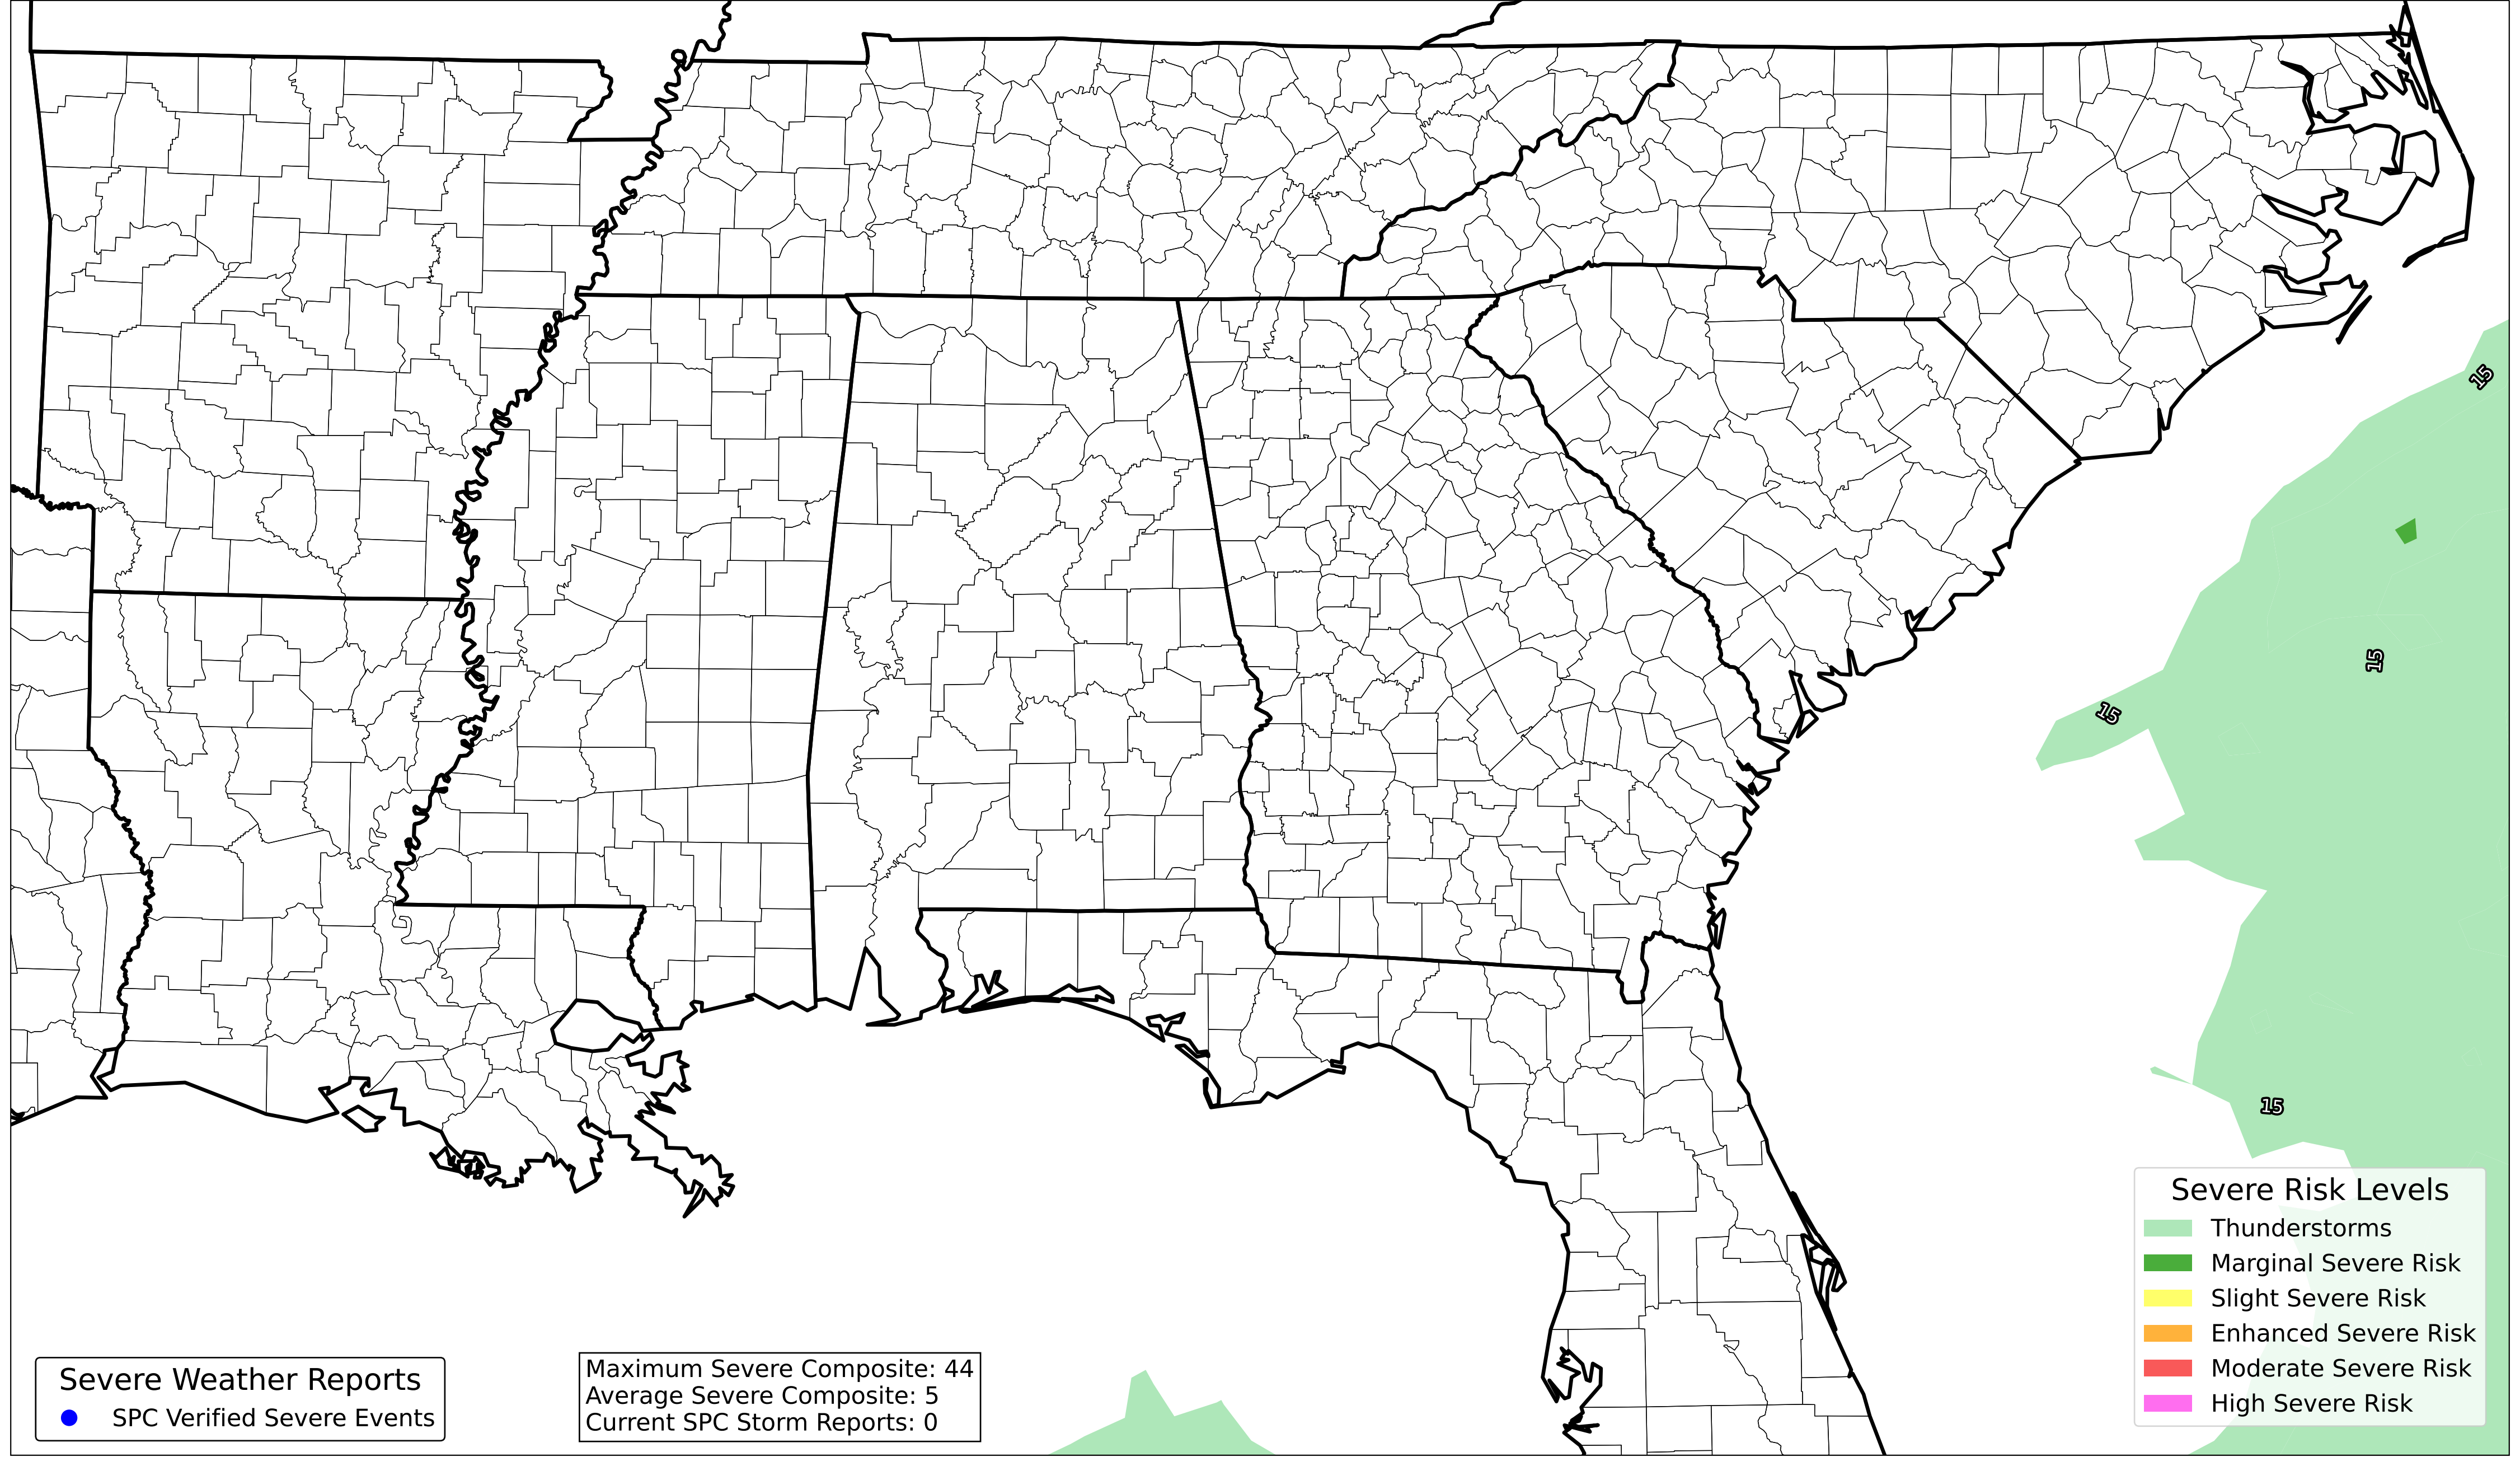 15
15
15
15
Severe Risk Levels
Thunderstorms
Marginal Severe Risk
Slight Severe Risk
Enhanced Severe Risk
Moderate Severe Risk
High Severe Risk
Severe Weather Reports
SPC Verified Severe Events
Maximum Severe Composite: 44
Average Severe Composite: 5
Current SPC Storm Reports: 0